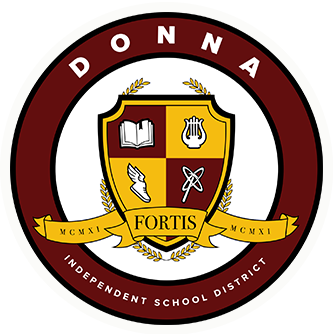 DONNA
MCMXI FORTIS MCMXI
INDEPENDENT SCHOOL DISTRICT